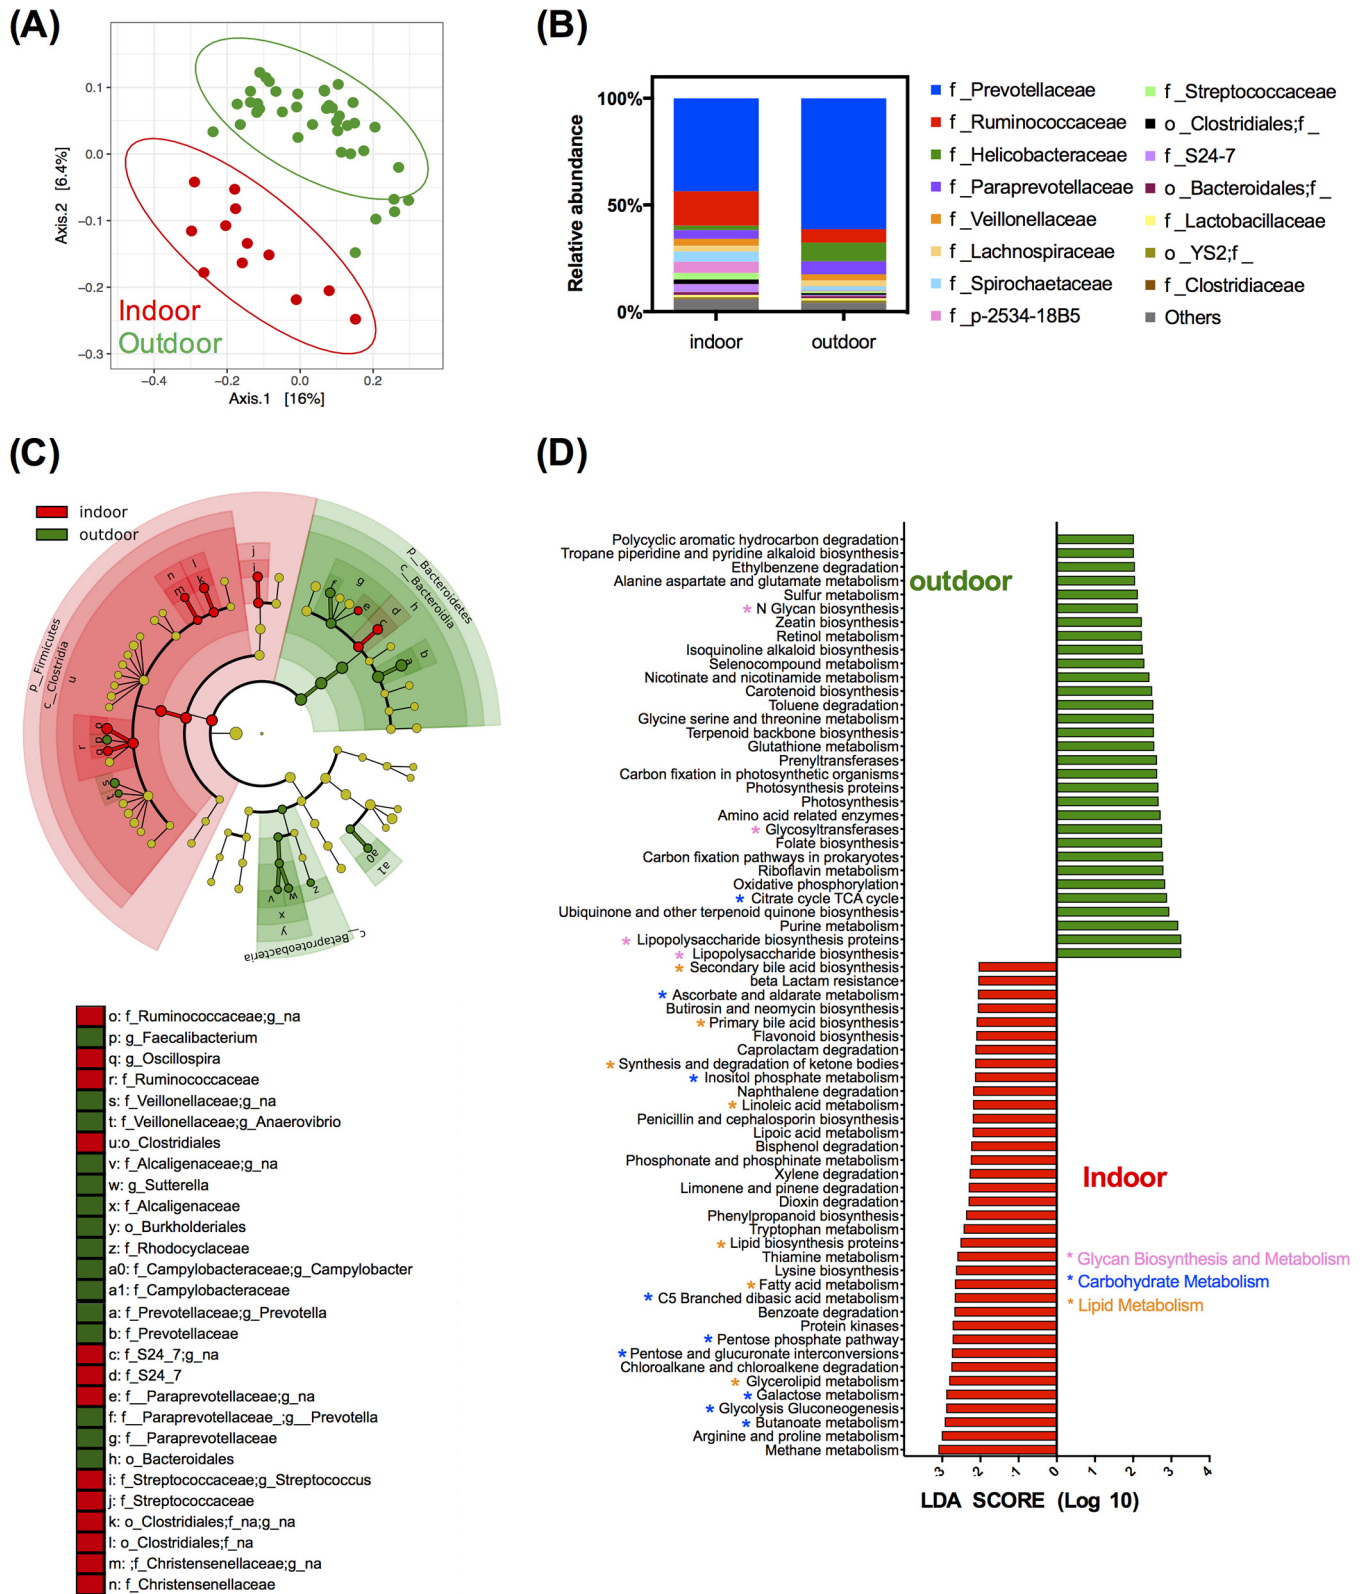 (A)
0.1
0.0
−0.1
−0.2
−0.3
Axis.2 [6.4%]
Indoor
Outdoor
−0.4
−0.2
0.0
0.2
Axis.1 [16%]
(B)
Relative abundance
100%
50%
0%
indoor
outdoor
f_Prevotellaceae
f_Ruminococcaceae
f_Helicobacteraceae
f_Paraprevotellaceae
f_Veillonellaceae
f_Lachnospiraceae
f_Spirochaetaceae
f_p-2534-18B5
f_Streptococcaceae
o_Clostridiales;f_
f_S24-7
o_Bacteroidales;f_
f_Lactobacillaceae
o_YS2;f_
f_Clostridiaceae
Others
(C)
indoor
outdoor
p__Firmicutes
c__Clostridia
u
n
l
m
k
j
i
f
g
e
d
c
h
p__Bacteroidetes
c__Bacteroidia
a
b
r
o
p
q
s
t
v
w
z
x
y
c__Betaproteobacteria
a0
a1
o: f_Ruminococcaceae;g_na
p: g_Faecalibacterium
q: g_Oscillospira
r: f_Ruminococcaceae
s: f_Veillonellaceae;g_na
t: f_Veillonellaceae;g_Anaerovibrio
u:o_Clostridiales
v: f_Alcaligenaceae;g_na
w: g_Sutterella
x: f_Alcaligenaceae
y: o_Burkholderiales
z: f_Rhodocyclaceae
a0: f_Campylobacteraceae;g_Campylobacter
a1: f_Campylobacteraceae
a: f_Prevotellaceae;g_Prevotella
b: f_Prevotellaceae
c: f_S24_7;g_na
d: f_S24_7
e: f__Paraprevotellaceae;g_na
f: f__Paraprevotellaceae_;g__Prevotella
g: f__Paraprevotellaceae
h: o_Bacteroidales
i: f_Streptococcaceae;g_Streptococcus
j: f_Streptococcaceae
k: o_Clostridiales;f_na;g_na
l: o_Clostridiales;f_na
m: ;f_Christensenellaceae;g_na
n: f_Christensenellaceae
(D)
Polycyclic aromatic hydrocarbon degradation
Tropane piperidine and pyridine alkaloid biosynthesis
Ethylbenzene degradation
Alanine aspartate and glutamate metabolism
Sulfur metabolism
* N Glycan biosynthesis
Zeatin biosynthesis
Retinol metabolism
Isoquinoline alkaloid biosynthesis
Selenocompound metabolism
Nicotinate and nicotinamide metabolism
Carotenoid biosynthesis
Toluene degradation
Glycine serine and threonine metabolism
Terpenoid backbone biosynthesis
Glutathione metabolism
Prenyltransferases
Carbon fixation in photosynthetic organisms
Photosynthesis proteins
Photosynthesis
Amino acid related enzymes
* Glycosyltransferases
Folate biosynthesis
Carbon fixation pathways in prokaryotes
Riboflavin metabolism
Oxidative phosphorylation
* Citrate cycle TCA cycle
Ubiquinone and other terpenoid quinone biosynthesis
Purine metabolism
* Lipopolysaccharide biosynthesis proteins
* Lipopolysaccharide biosynthesis
* Secondary bile acid biosynthesis
beta Lactam resistance
* Ascorbate and aldarate metabolism
Butirosin and neomycin biosynthesis
* Primary bile acid biosynthesis
Flavonoid biosynthesis
Caprolactam degradation
* Synthesis and degradation of ketone bodies
* Inositol phosphate metabolism
Naphthalene degradation
* Linoleic acid metabolism
Penicillin and cephalosporin biosynthesis
Lipoic acid metabolism
Bisphenol degradation
Phosphonate and phosphinate metabolism
Xylene degradation
Limonene and pinene degradation
Dioxin degradation
Phenylpropanoid biosynthesis
Tryptophan metabolism
* Lipid biosynthesis proteins
Thiamine metabolism
Lysine biosynthesis
* Fatty acid metabolism
* C5 Branched dibasic acid metabolism
Benzoate degradation
Protein kinases
* Pentose phosphate pathway
* Pentose and glucuronate interconversions
Chloroalkane and chloroalkene degradation
* Glycerolipid metabolism
* Galactose metabolism
* Glycolysis Gluconeogenesis
* Butanoate metabolism
Arginine and proline metabolism
Methane metabolism
outdoor
Indoor
* Glycan Biosynthesis and Metabolism
* Carbohydrate Metabolism
* Lipid Metabolism
-3
-2
-1
0
1
2
3
4
LDA SCORE (Log 10)